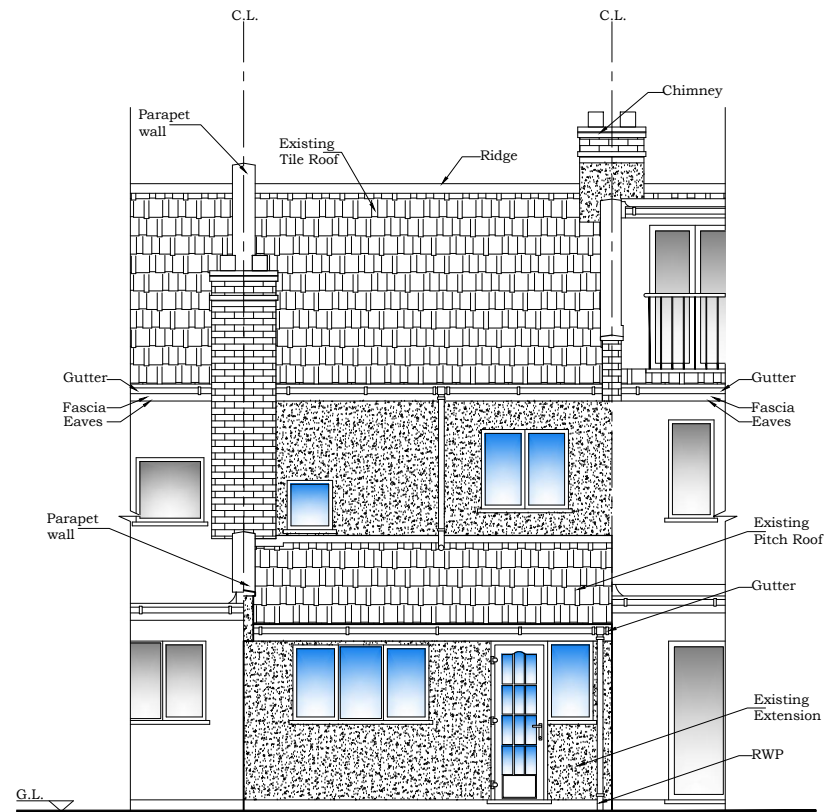 C.L.
C.L.
Chimney
Parapet
wall
Existing
Tile Roof
Ridge
Gutter
Fascia
Eaves
Gutter
Fascia
Eaves
Parapet
wall
Existing
Pitch Roof
Gutter
Existing
Extension
RWP
G.L.